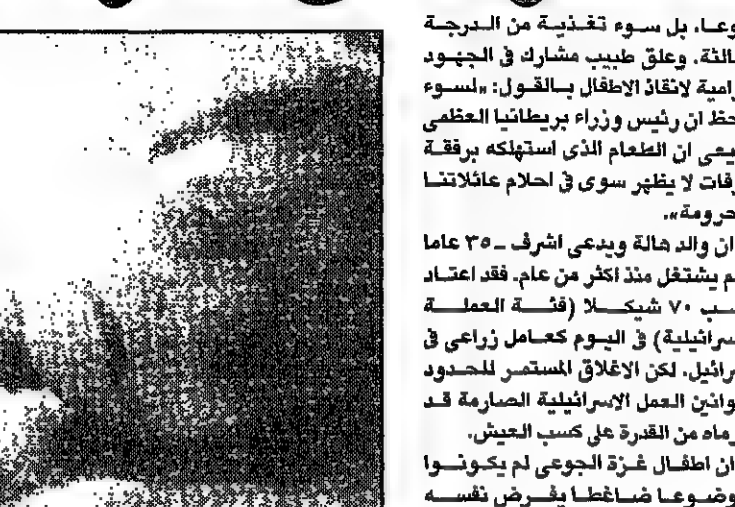 وعا، بل سوء تغذية من الدرجة
الثة. وعلق طبيب مشارك في الجهود
رامية لانقاذ الاطفال بالقول: «لسوء
حظ ان رئيس وزراء بريطانيا العظمى
يعي ان الطعام الذي استهلكه برفقة
رفات لا يظهر سوى في احلام عائلاتنا
حرومة».
ان والد هالة ويدعى اشرف ـ ٣٥ عاما
م يشتغل منذ اكثر من عام. فقد اعتاد
سب ٧٠ شيكلا (فئة العملة
سرائيلية) في اليوم كعامل زراعي في
رائيل. لكن الاغلاق المستمر للحدود
وانين العمل الاسرائيلية الصارمة قد
رماه من القدرة على كسب العيش.
ان اطفال غزة الجوعى لم يكونوا
وضوعا ضاغطا يفرض نفسه